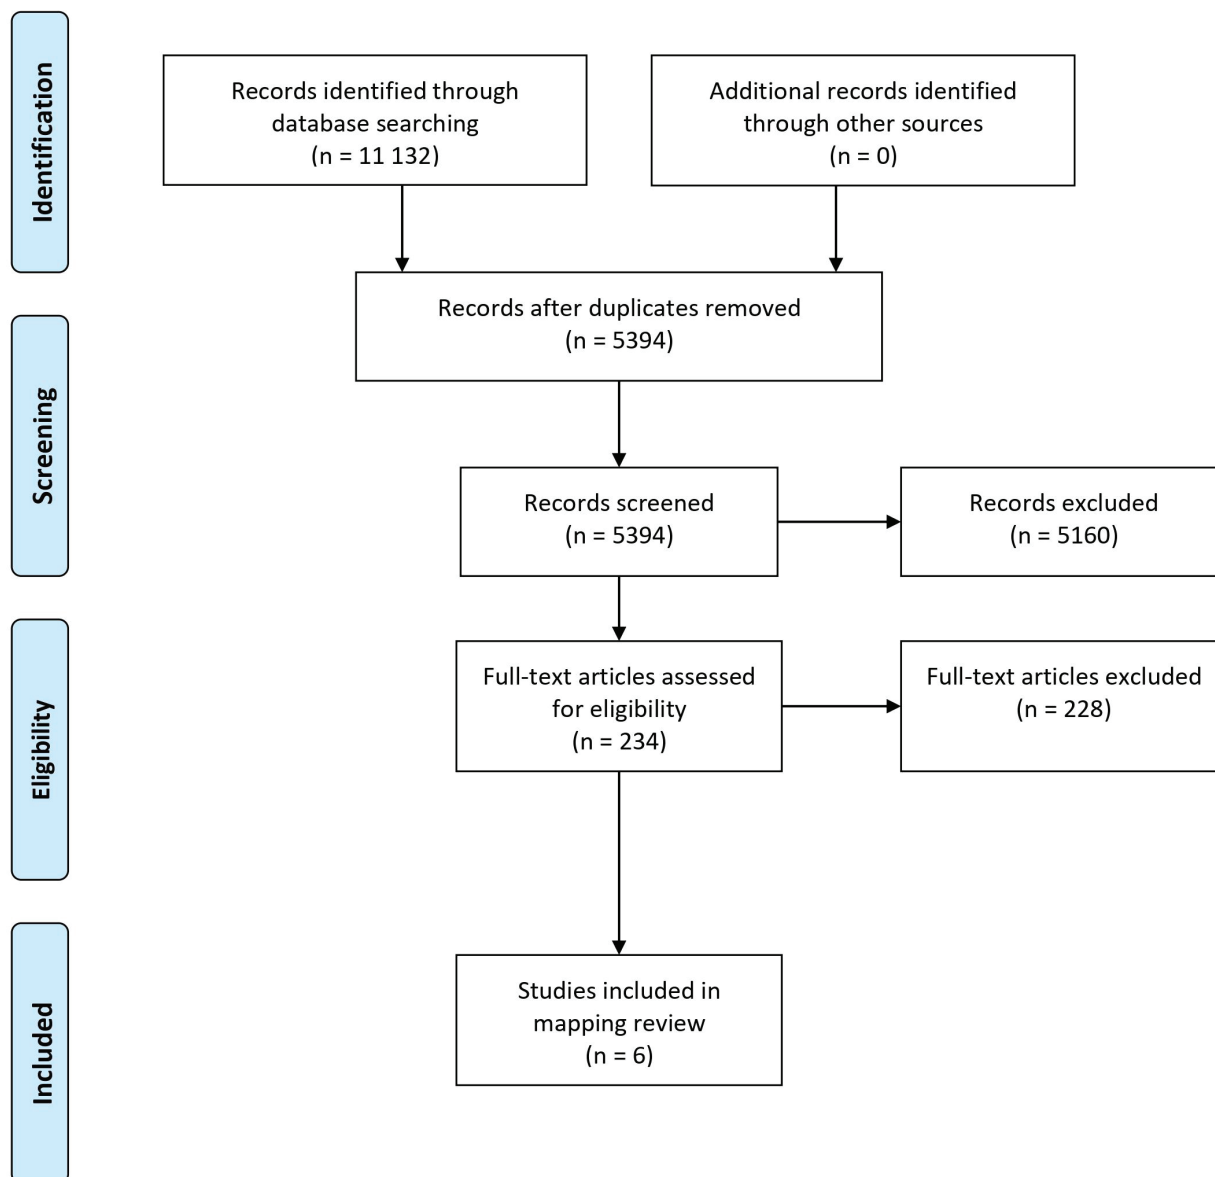 Identification
Records identified through
database searching
(n = 11 132)
Additional records identified
through other sources
(n = 0)
Records after duplicates removed
(n = 5394)
Screening
Records screened
(n = 5394)
Records excluded
(n = 5160)
Eligibility
Full-text articles assessed
for eligibility
(n = 234)
Full-text articles excluded
(n = 228)
Included
Studies included in
mapping review
(n = 6)